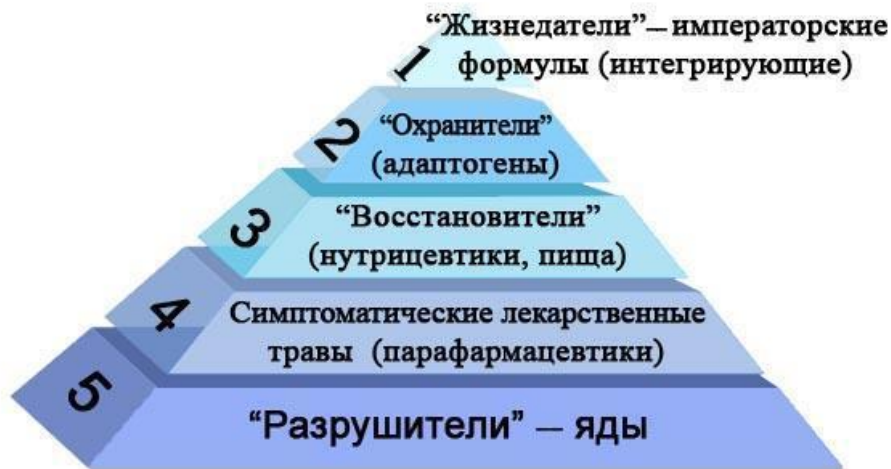 1
“Жизнедатели”–императорские
формулы (интегрирующие)
2
“Охранители”
(адаптогены)
3
“Восстановители”
(нутрицевтики, пища)
4
Симптоматические лекарственные
травы (парафармацевтики)
5
“Разрушители” – яды